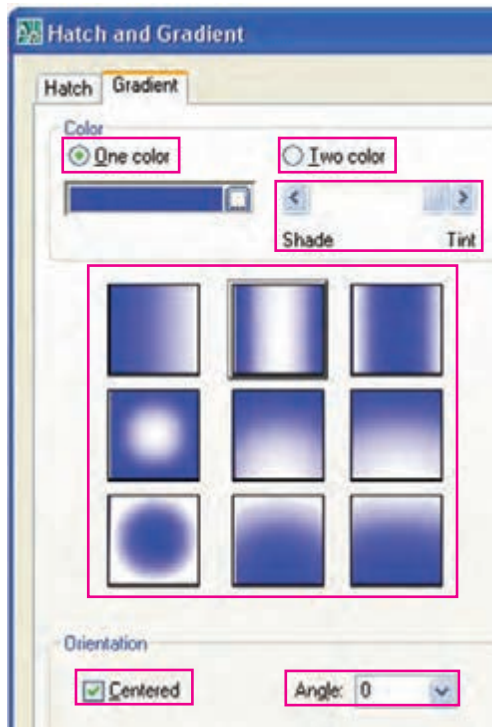 Hatch and Gradient
Hatch Gradient
Color
One color Two color
Shade Tint
Orientation
Centered Angle: 0